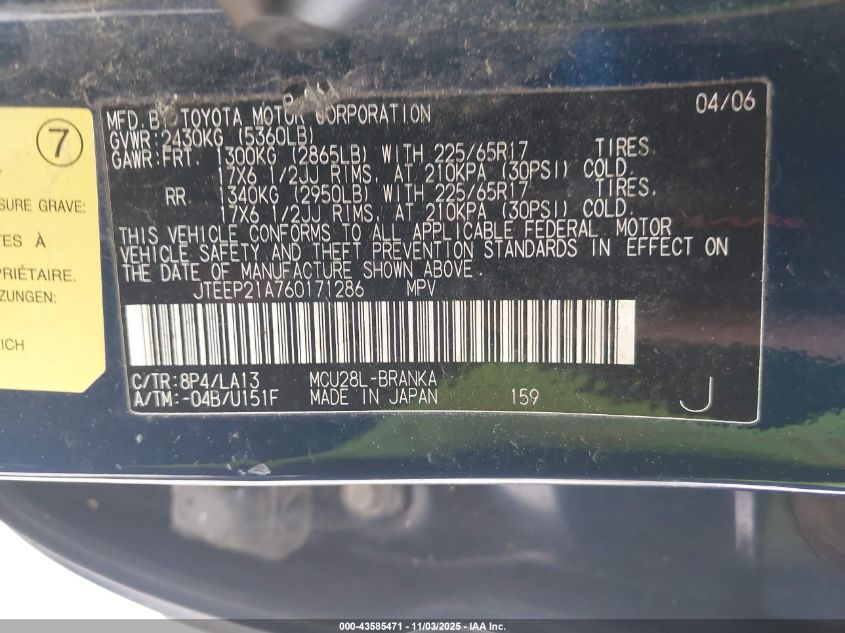 MFD. BY TOYOTA MOTOR CORPORATION 04/06
GVWR:2430KG (5360LB)
GAWR:FRT. 1300KG (2865LB) WITH 225/65R17 TIRES,
17X6 1/2JJ RIMS, AT 210KPA (30PSI) COLD.
RR 1340KG (2950LB) WITH 225/65R17 TIRES,
17X6 1/2JJ RIMS, AT 210KPA (30PSI) COLD.
THIS VEHICLE CONFORMS TO ALL APPLICABLE FEDERAL MOTOR
VEHICLE SAFETY AND THEFT PREVENTION STANDARDS IN EFFECT ON
THE DATE OF MANUFACTURE SHOWN ABOVE.
JTEEP21A760171286 MPV
C/TR:8P4/LA13 MCU28L-BRANKA
A/TM:-04B/U151F MADE IN JAPAN 159 J
7
SURE GRAVE:
TES À
PRIÉTAIRE.
ZUNGEN:
ICH
000-43585471 - 11/03/2025 - IAA Inc.